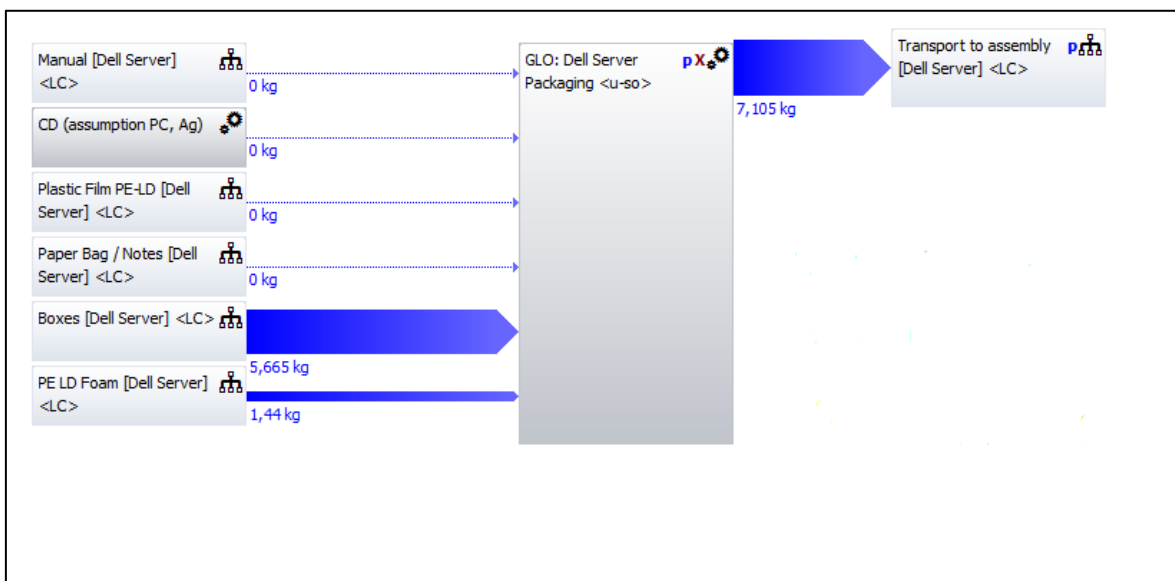 Manual [Dell Server]
<LC>
0 kg
CD (assumption PC, Ag)
0 kg
Plastic Film PE-LD [Dell
Server] <LC>
0 kg
Paper Bag / Notes [Dell
Server] <LC>
0 kg
Boxes [Dell Server] <LC>
5,665 kg
PE LD Foam [Dell Server]
<LC>
1,44 kg
GLO: Dell Server pX
Packaging <u-so>
7,105 kg
Transport to assembly p
[Dell Server] <LC>